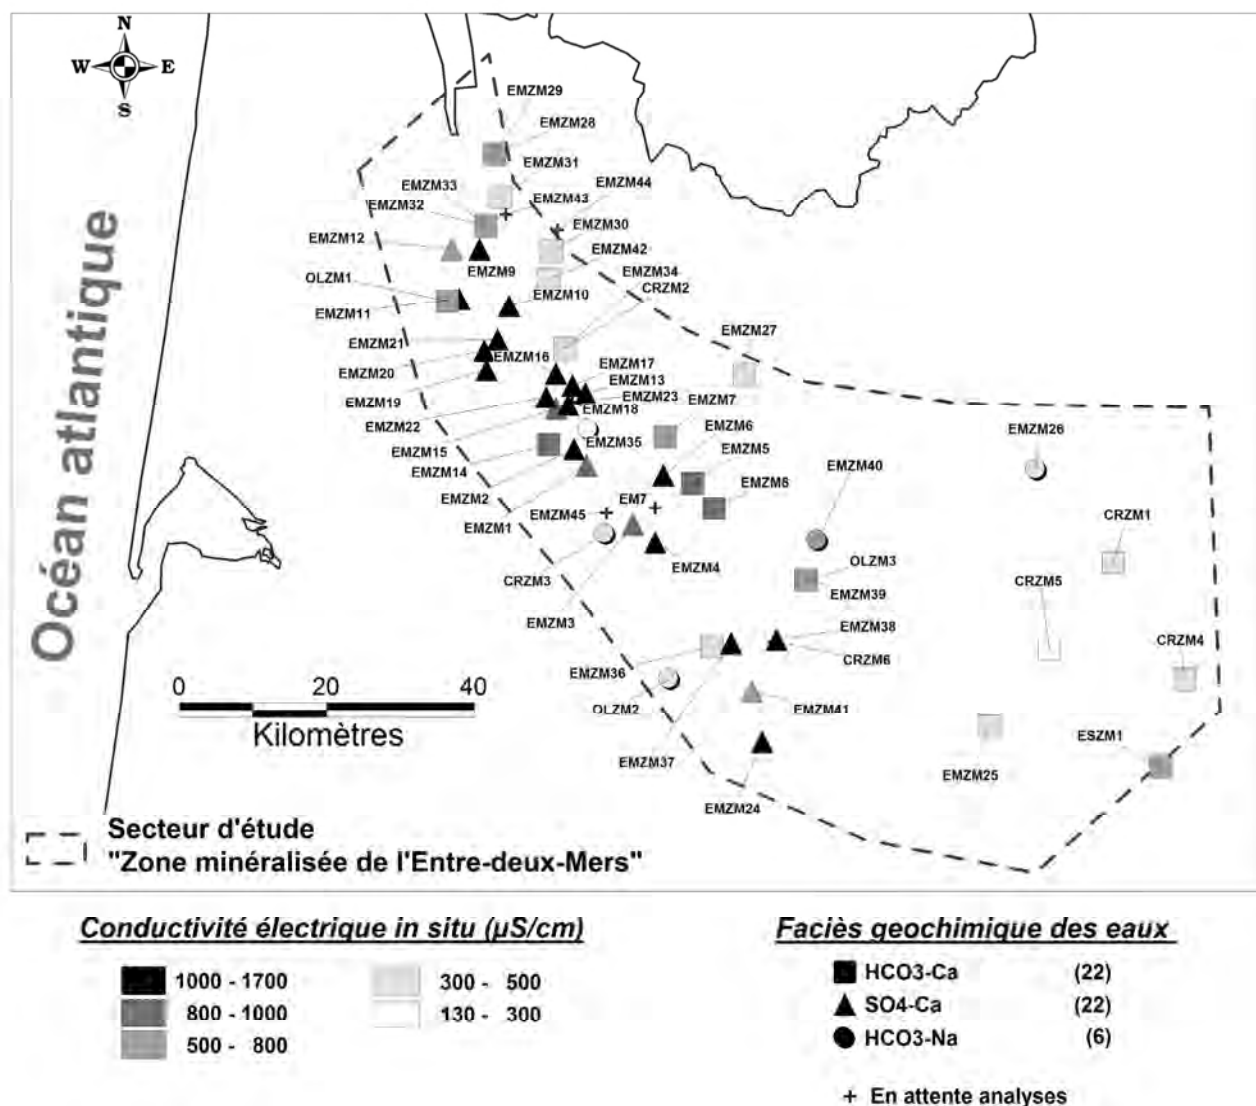 N
W E
S
EMZM29
EMZM28
EMZM31
EMZM44
EMZM33
EMZM43
EMZM32
EMZM30
EMZM12
EMZM42
EMZM9
EMZM34
OLZM1
CRZM2
EMZM10
EMZM11
EMZM27
EMZM21
EMZM16
EMZM17
EMZM20
EMZM13
EMZM19
EMZM23
EMZM7
EMZM18
EMZM22
EMZM6
EMZM26
EMZM35
EMZM15
EMZM5
EMZM14
EMZM40
EMZM6
EMZM2
EM7
EMZM45
EMZM1
CRZM1
OLZM3
EMZM4
CRZM3
CRZM5
EMZM39
EMZM3
EMZM38
CRZM4
CRZM6
EMZM36
OLZM2
EMZM41
ESZM1
EMZM37
EMZM25
EMZM24
Océan atlantique
0 20 40
Kilomètres
Secteur d'étude
"Zone minéralisée de l'Entre-deux-Mers"
Conductivité électrique in situ (µS/cm)
1000 - 1700
800 - 1000
500 - 800
300 - 500
130 - 300
Faciès geochimique des eaux
HCO3-Ca (22)
SO4-Ca (22)
HCO3-Na (6)
+ En attente analyses